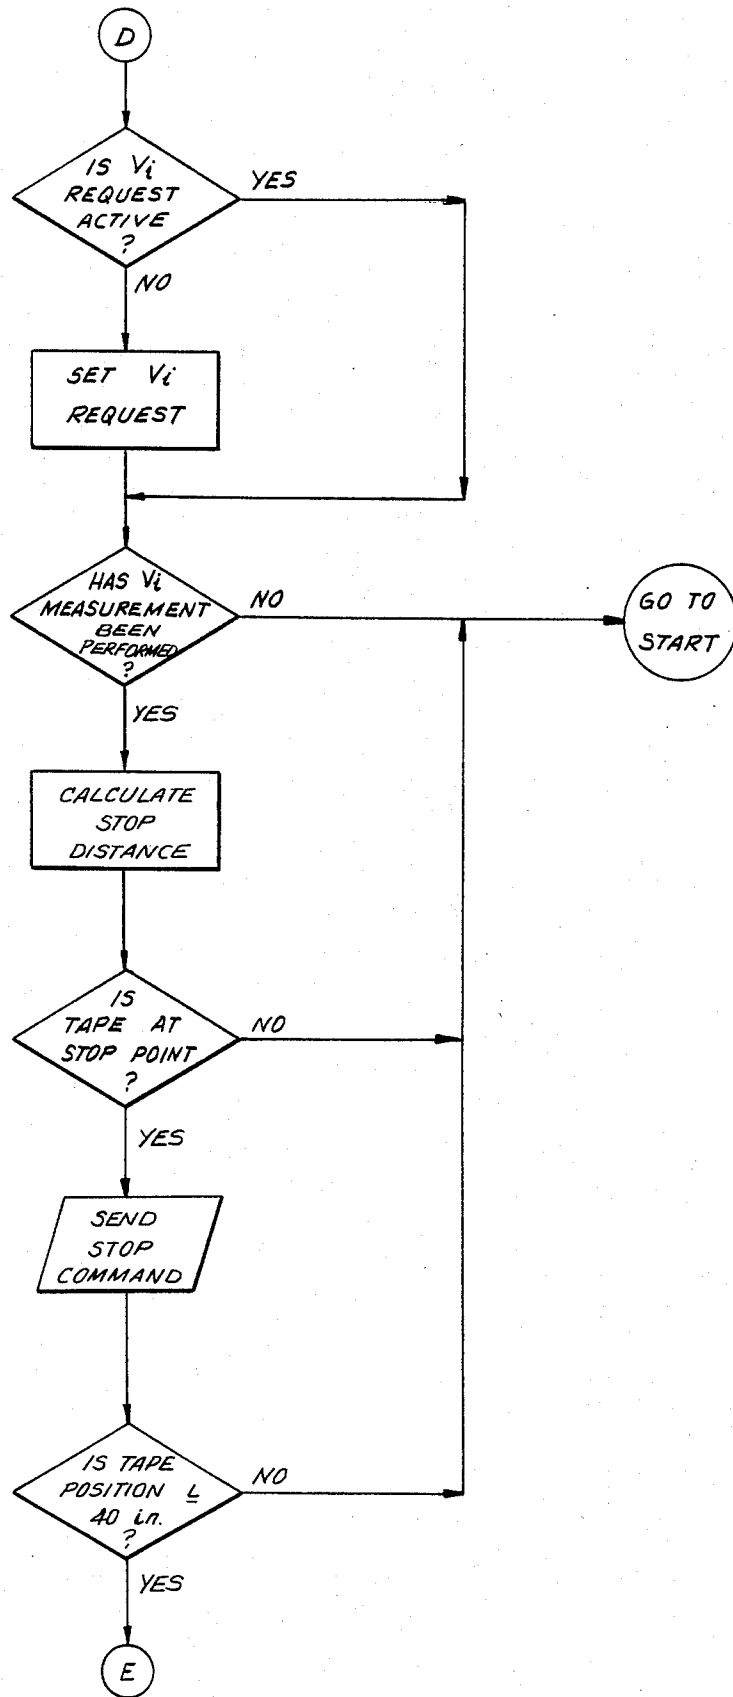 D
IS Vi
REQUEST
ACTIVE
?
YES
NO
SET Vi
REQUEST
HAS Vi
MEASUREMENT
BEEN
PERFORMED
?
NO
GO TO
START
YES
CALCULATE
STOP
DISTANCE
IS
TAPE AT
STOP POINT
?
NO
YES
SEND
STOP
COMMAND
IS TAPE
POSITION ≤
40 in.
?
NO
YES
E